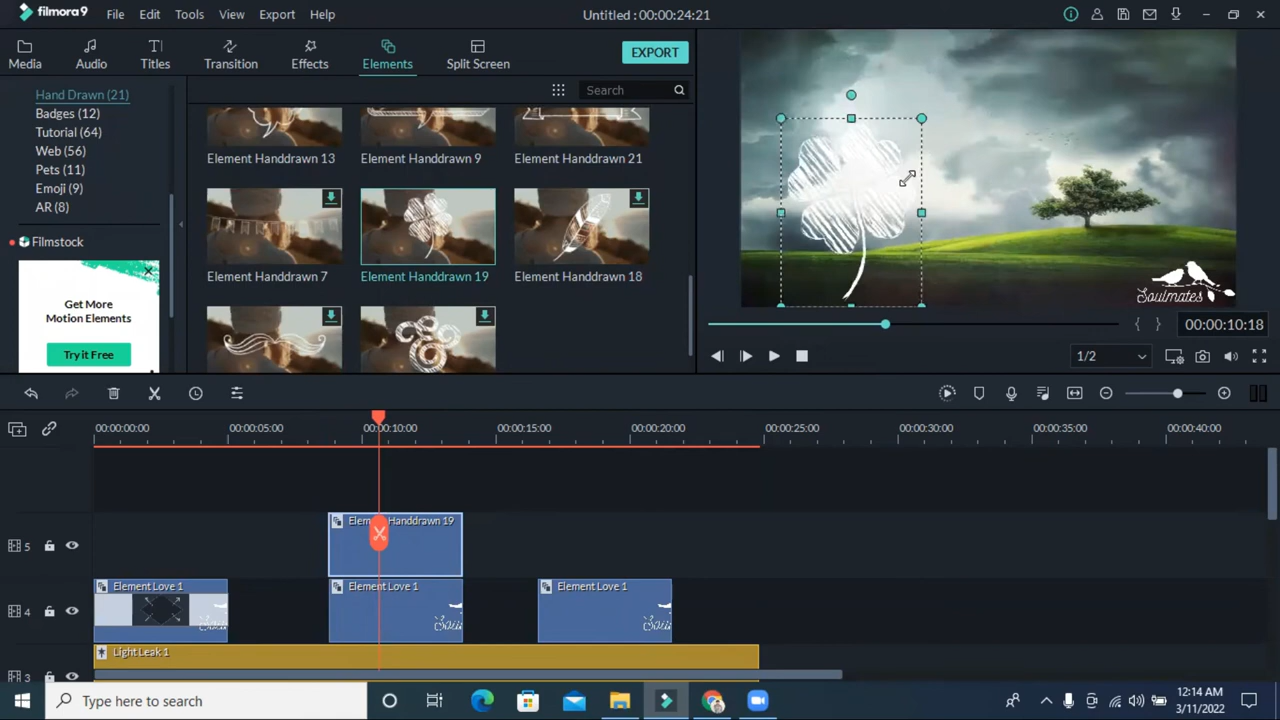 filmora9
File Edit Tools View Export Help
Untitled : 00:00:24:21
Media Audio Titles Transition Effects Elements Split Screen
EXPORT
Hand Drawn (21)
Badges (12)
Tutorial (64)
Web (56)
Pets (11)
Emoji (9)
AR (8)
Filmstock
Get More
Motion Elements
Try it Free
Search
Element Handdrawn 13 Element Handdrawn 9 Element Handdrawn 21
Element Handdrawn 7 Element Handdrawn 19 Element Handdrawn 18
Soulmates
00:00:10:18
1/2
00:00:00:00 00:00:05:00 00:00:10:00 00:00:15:00 00:00:20:00 00:00:25:00 00:00:30:00 00:00:35:00 00:00:40:00
5
Handdrawn 19
4
Element Love 1 Element Love 1 Element Love 1
3
Light Leak 1
Type here to search
12:14 AM
3/11/2022